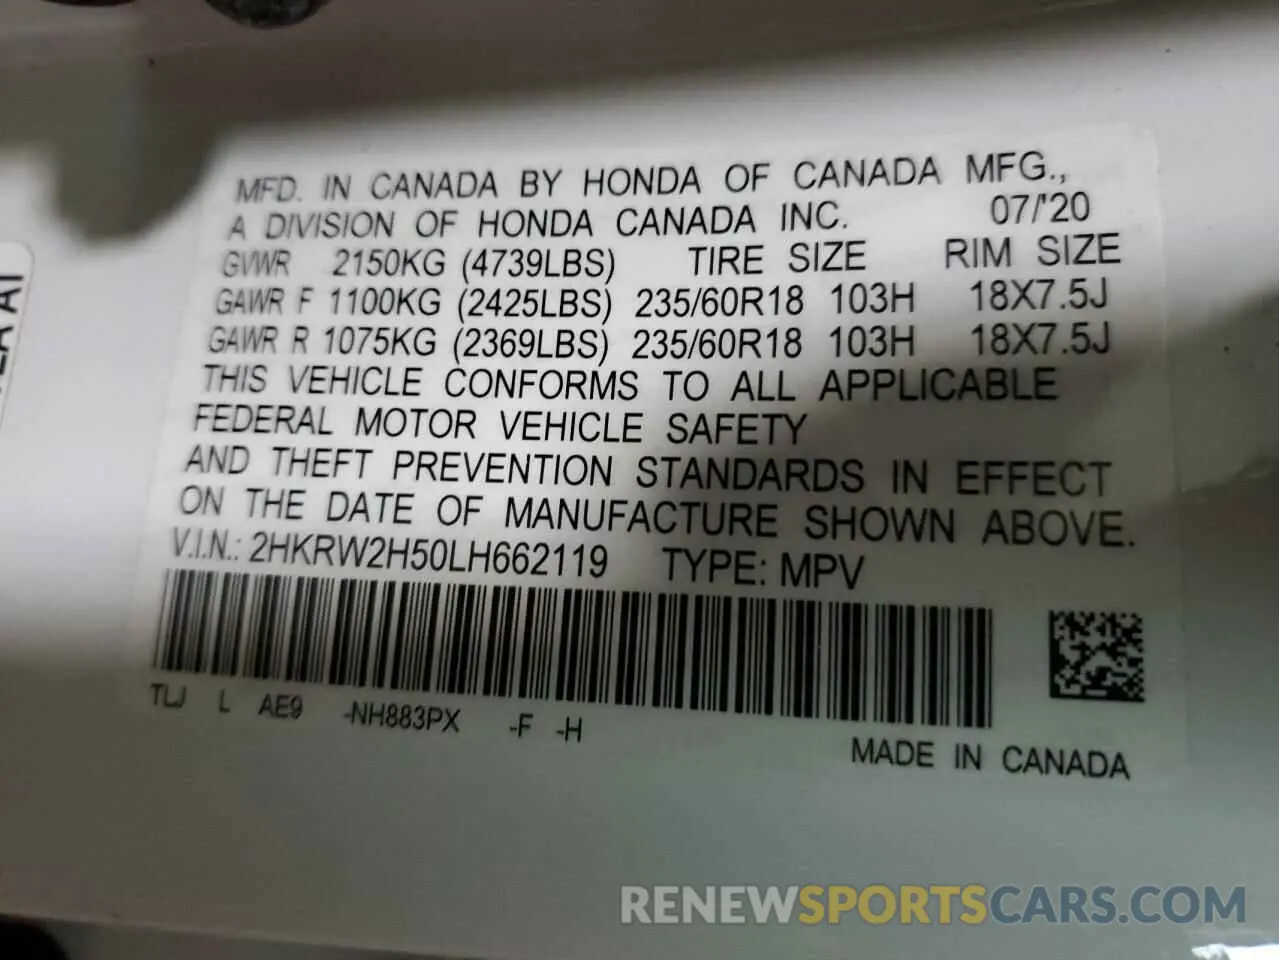 MFD. IN CANADA BY HONDA OF CANADA MFG.,
A DIVISION OF HONDA CANADA INC. 07/'20
GVWR 2150KG (4739LBS) TIRE SIZE RIM SIZE
GAWR F 1100KG (2425LBS) 235/60R18 103H 18X7.5J
GAWR R 1075KG (2369LBS) 235/60R18 103H 18X7.5J
THIS VEHICLE CONFORMS TO ALL APPLICABLE
FEDERAL MOTOR VEHICLE SAFETY
AND THEFT PREVENTION STANDARDS IN EFFECT
ON THE DATE OF MANUFACTURE SHOWN ABOVE.
V.I.N.: 2HKRW2H50LH662119 TYPE: MPV
TLJ L AE9 -NH883PX -F -H
MADE IN CANADA
RENEWSPORTSCARS.COM